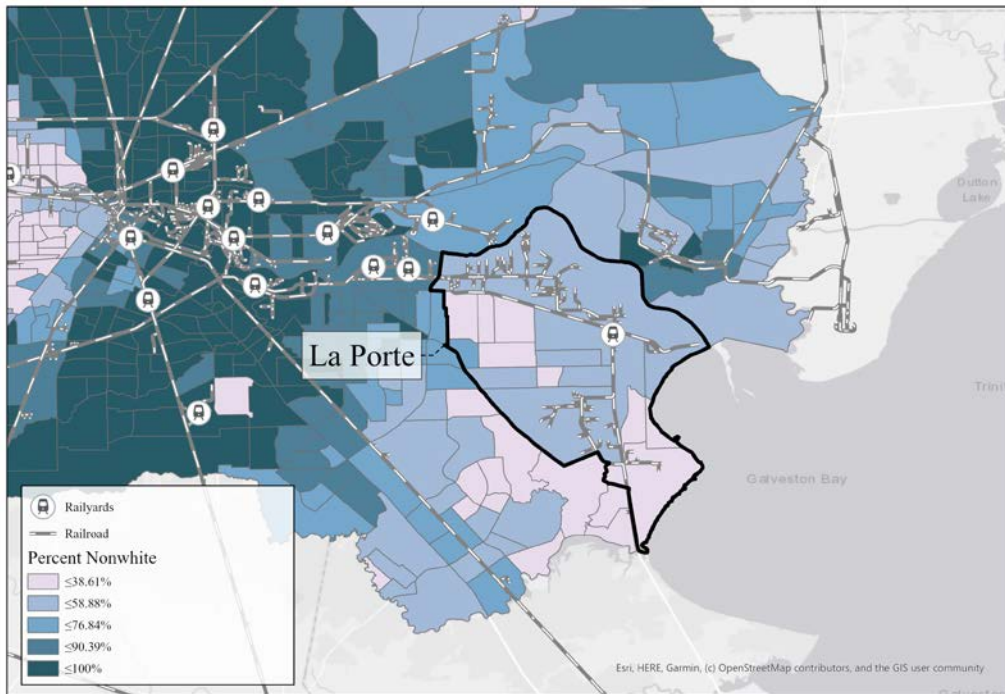 Dutton
Lake
La Porte
Trini
Galveston Bay
Railyards
Railroad
Percent Nonwhite
≤38.61%
≤58.88%
≤76.84%
≤90.39%
≤100%
Esri, HERE, Garmin, (c) OpenStreetMap contributors, and the GIS user community